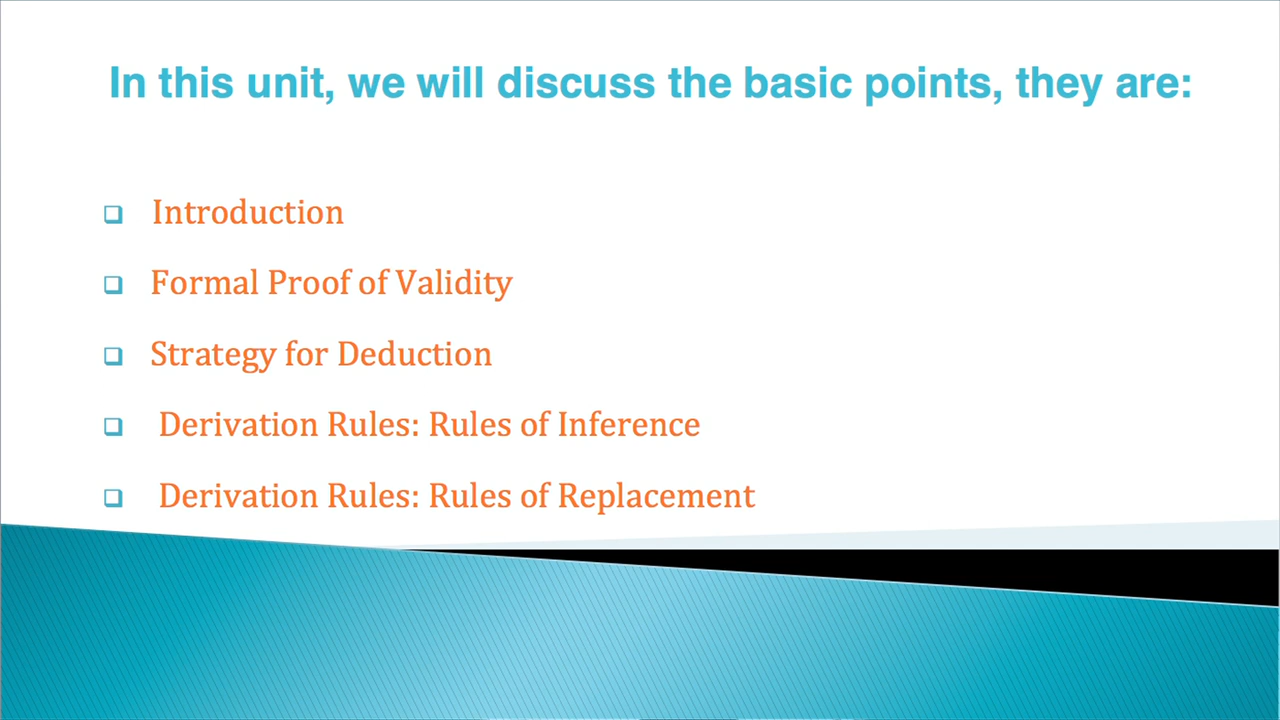 In this unit, we will discuss the basic points, they are:
Introduction
Formal Proof of Validity
Strategy for Deduction
Derivation Rules: Rules of Inference
Derivation Rules: Rules of Replacement